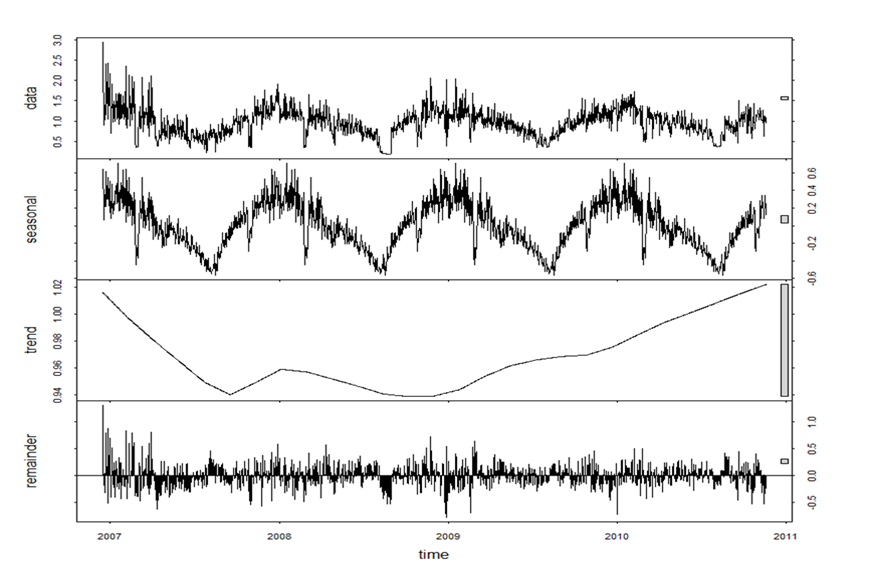 data
0.5 1.0 1.5 2.0 2.5 3.0
seasonal
-0.6 -0.2 0.2 0.4 0.6
trend
0.94 0.96 0.98 1.00 1.02
remainder
-0.5 0.0 0.5 1.0
2007 2008 2009 2010 2011
time